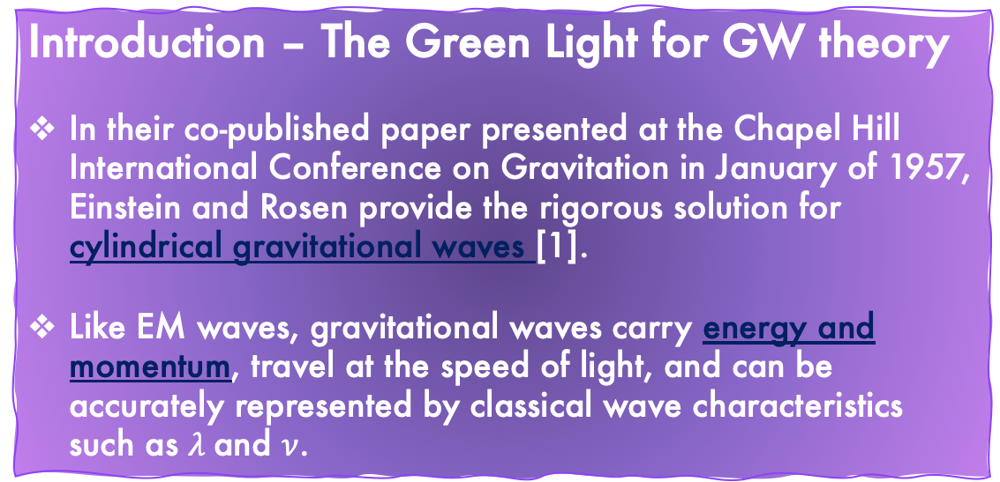 Introduction – The Green Light for GW theory
❖ In their co-published paper presented at the Chapel Hill
International Conference on Gravitation in January of 1957,
Einstein and Rosen provide the rigorous solution for
cylindrical gravitational waves [1].
❖ Like EM waves, gravitational waves carry energy and
momentum, travel at the speed of light, and can be
accurately represented by classical wave characteristics
such as λ and ν.